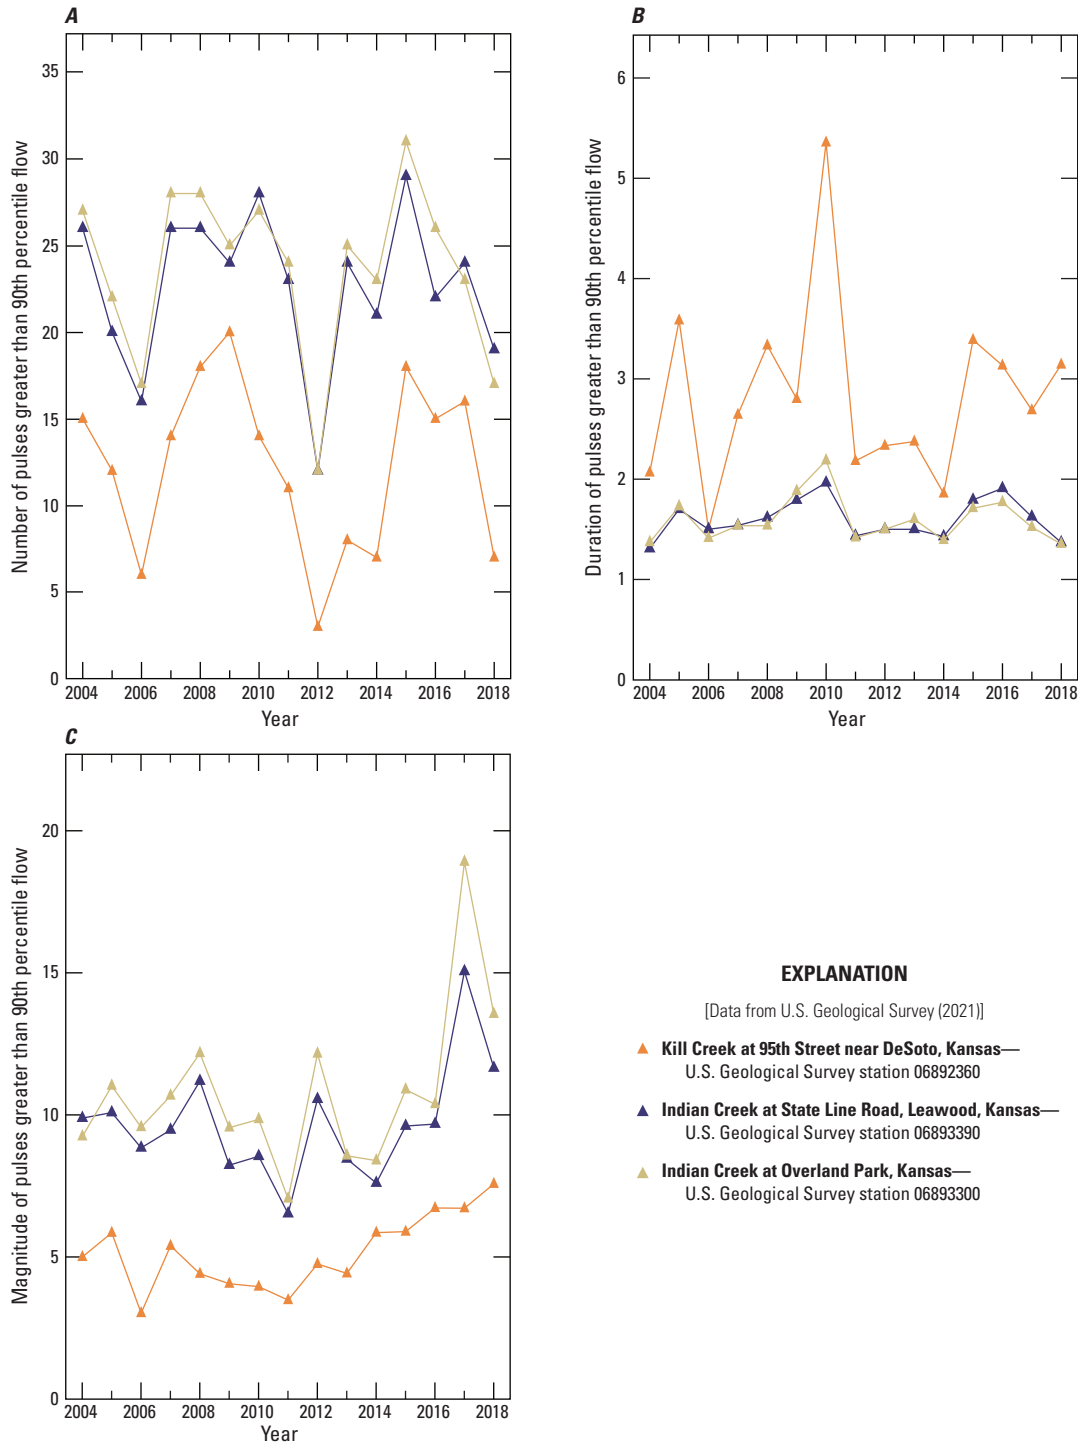 A
Number of pulses greater than 90th percentile flow
35
30
25
20
15
10
5
0
2004 2006 2008 2010 2012 2014 2016 2018
Year
B
Duration of pulses greater than 90th percentile flow
6
5
4
3
2
1
0
2004 2006 2008 2010 2012 2014 2016 2018
Year
C
Magnitude of pulses greater than 90th percentile flow
20
15
10
5
0
2004 2006 2008 2010 2012 2014 2016 2018
Year
EXPLANATION
[Data from U.S. Geological Survey (2021)]
Kill Creek at 95th Street near DeSoto, Kansas—
U.S. Geological Survey station 06892360
Indian Creek at State Line Road, Leawood, Kansas—
U.S. Geological Survey station 06893390
Indian Creek at Overland Park, Kansas—
U.S. Geological Survey station 06893300